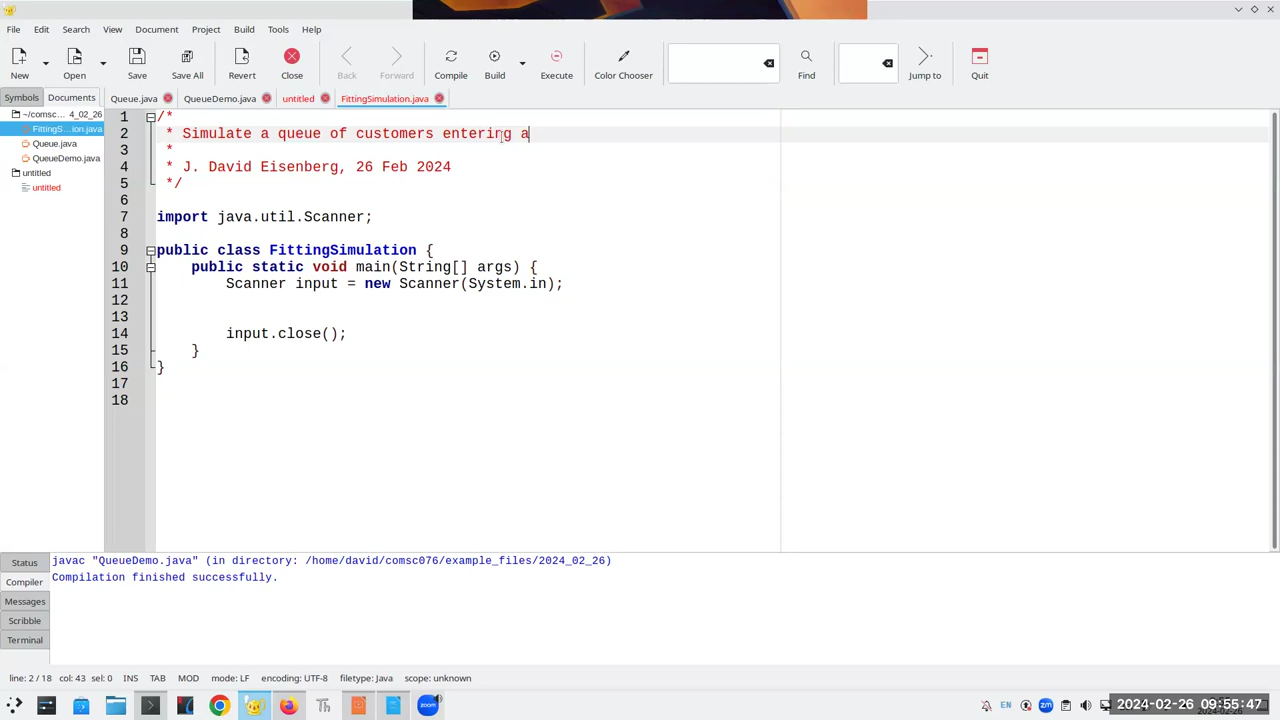 File Edit Search View Document Project Build Tools Help
New Open Save Save All Revert Close Back Forward Compile Build Execute Color Chooser Find Jump to Quit
Symbols Documents Queue.java QueueDemo.java untitled FittingSimulation.java
~/comsc... 4_02_26
FittingS...ion.java
Queue.java
QueueDemo.java
untitled
untitled
1 /*
2 * Simulate a queue of customers entering a
3 *
4 * J. David Eisenberg, 26 Feb 2024
5 */
6
7 import java.util.Scanner;
8
9 public class FittingSimulation {
10 public static void main(String[] args) {
11 Scanner input = new Scanner(System.in);
12
13
14 input.close();
15 }
16 }
17
18
Status
Compiler
Messages
Scribble
Terminal
javac "QueueDemo.java" (in directory: /home/david/comsc076/example_files/2024_02_26)
Compilation finished successfully.
line: 2 / 18 col: 43 sel: 0 INS TAB MOD mode: LF encoding: UTF-8 filetype: Java scope: unknown
Th zoom EN zm 2024-02-26 09:55:47